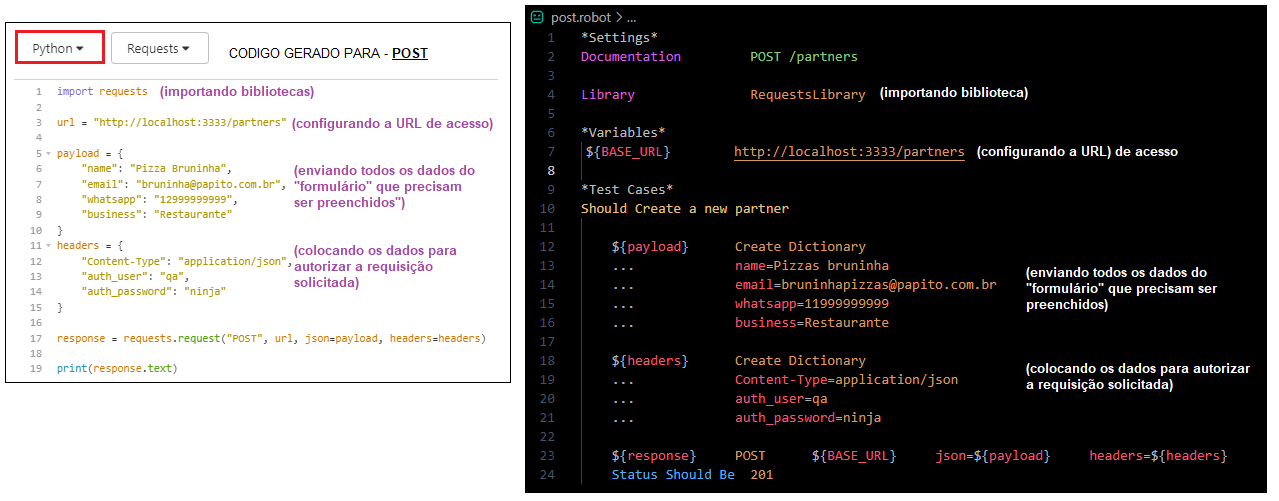 Python Requests CODIGO GERADO PARA - POST
1 import requests (importando bibliotecas)
2
3 url = "http://localhost:3333/partners" (configurando a URL de acesso)
4
5 payload = {
6 "name": "Pizza Bruninha", (enviando todos os dados do
7 "email": "bruninha@papito.com.br", "formulário" que precisam
8 "whatsapp": "12999999999", ser preenchidos")
9 "business": "Restaurante"
10 }
11 headers = { (colocando os dados para
12 "Content-Type": "application/json", autorizar a requisição
13 "auth_user": "qa", solicitada)
14 "auth_password": "ninja"
15 }
16
17 response = requests.request("POST", url, json=payload, headers=headers)
18
19 print(response.text)
post.robot > ...
1 *Settings*
2 Documentation POST /partners
3
4 Library RequestsLibrary (importando biblioteca)
5
6 *Variables*
7 ${BASE_URL} http://localhost:3333/partners (configurando a URL) de acesso
8
9 *Test Cases*
10 Should Create a new partner
11
12 ${payload} Create Dictionary
13 ... name=Pizzas bruninha (enviando todos os dados do
14 ... email=bruninhapizzas@papito.com.br "formulário" que precisam ser
15 ... whatsapp=11999999999 preenchidos)
16 ... business=Restaurante
17
18 ${headers} Create Dictionary (colocando os dados para autorizar
19 ... Content-Type=application/json a requisição solicitada)
20 ... auth_user=qa
21 ... auth_password=ninja
22
23 ${response} POST ${BASE_URL} json=${payload} headers=${headers}
24 Status Should Be 201